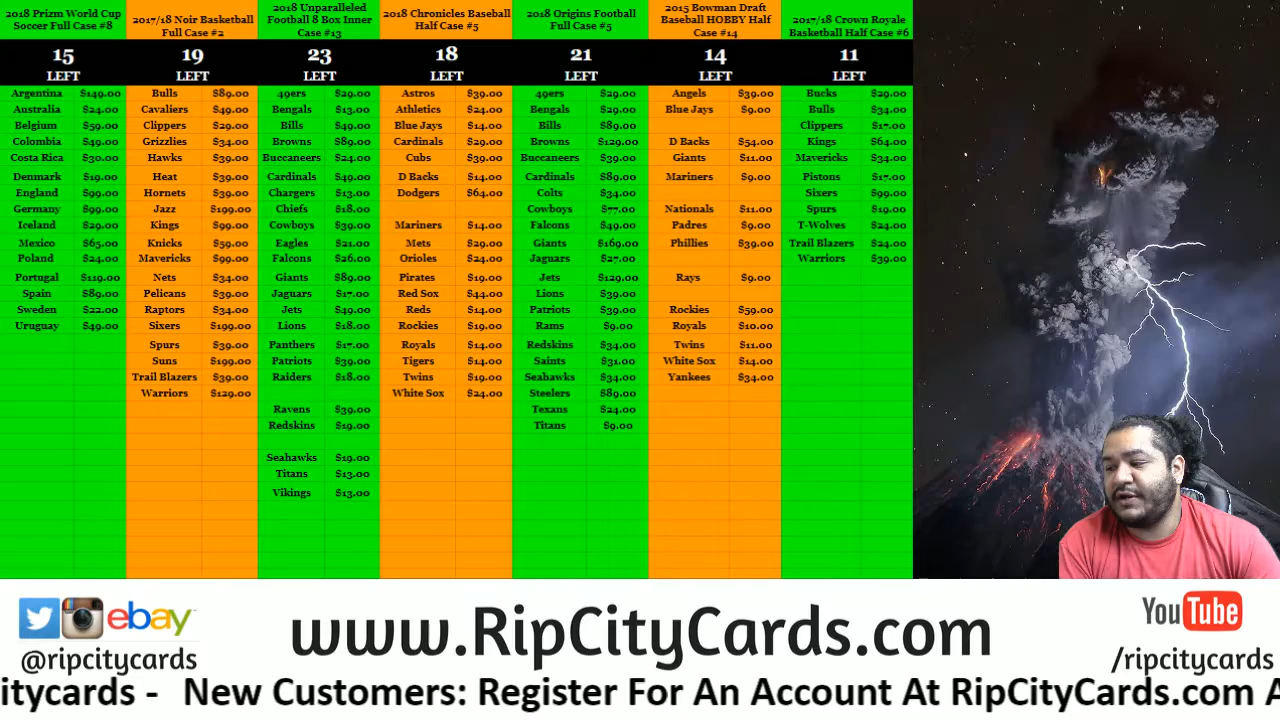 2018 Prizm World Cup
Soccer Full Case #8
15
LEFT
Argentina $149.00
Australia $24.00
Belgium $59.00
Colombia $49.00
Costa Rica $30.00
Denmark $19.00
England $99.00
Germany $99.00
Iceland $29.00
Mexico $65.00
Poland $24.00
Portugal $119.00
Spain $89.00
Sweden $22.00
Uruguay $49.00
2017/18 Noir Basketball
Full Case #2
19
LEFT
Bulls $89.00
Cavaliers $49.00
Clippers $29.00
Grizzlies $34.00
Hawks $39.00
Heat $39.00
Hornets $39.00
Jazz $199.00
Kings $99.00
Knicks $59.00
Mavericks $99.00
Nets $34.00
Pelicans $39.00
Raptors $34.00
Sixers $199.00
Spurs $39.00
Suns $199.00
Trail Blazers $39.00
Warriors $129.00
2018 Unparalleled
Football 8 Box Inner
Case #13
23
LEFT
49ers $29.00
Bengals $13.00
Bills $49.00
Browns $89.00
Buccaneers $24.00
Cardinals $49.00
Chargers $13.00
Chiefs $18.00
Cowboys $39.00
Eagles $21.00
Falcons $26.00
Giants $89.00
Jaguars $17.00
Jets $49.00
Lions $18.00
Panthers $17.00
Patriots $39.00
Raiders $18.00
Ravens $39.00
Redskins $19.00
Seahawks $19.00
Titans $13.00
Vikings $13.00
2018 Chronicles Baseball
Half Case #5
18
LEFT
Astros $39.00
Athletics $24.00
Blue Jays $14.00
Cardinals $29.00
Cubs $39.00
D Backs $14.00
Dodgers $64.00
Mariners $14.00
Mets $29.00
Orioles $24.00
Pirates $19.00
Red Sox $44.00
Reds $14.00
Rockies $19.00
Royals $14.00
Tigers $14.00
Twins $19.00
White Sox $24.00
2018 Origins Football
Full Case #5
21
LEFT
49ers $29.00
Bengals $29.00
Bills $89.00
Browns $129.00
Buccaneers $39.00
Cardinals $89.00
Colts $34.00
Cowboys $77.00
Falcons $49.00
Giants $169.00
Jaguars $27.00
Jets $129.00
Lions $39.00
Patriots $39.00
Rams $9.00
Redskins $34.00
Saints $31.00
Seahawks $34.00
Steelers $89.00
Texans $24.00
Titans $9.00
2015 Bowman Draft
Baseball HOBBY Half
Case #14
14
LEFT
Angels $39.00
Blue Jays $9.00
D Backs $54.00
Giants $11.00
Mariners $9.00
Nationals $11.00
Padres $9.00
Phillies $39.00
Rays $9.00
Rockies $59.00
Royals $10.00
Twins $11.00
White Sox $14.00
Yankees $34.00
2017/18 Crown Royale
Basketball Half Case #6
11
LEFT
Bucks $29.00
Bulls $34.00
Clippers $17.00
Kings $64.00
Mavericks $34.00
Pistons $17.00
Sixers $99.00
Spurs $19.00
T-Wolves $24.00
Trail Blazers $24.00
Warriors $39.00
ebay
@ripcitycards
www.RipCityCards.com
YouTube
/ripcitycards
itycards - New Customers: Register For An Account At RipCityCards.com A